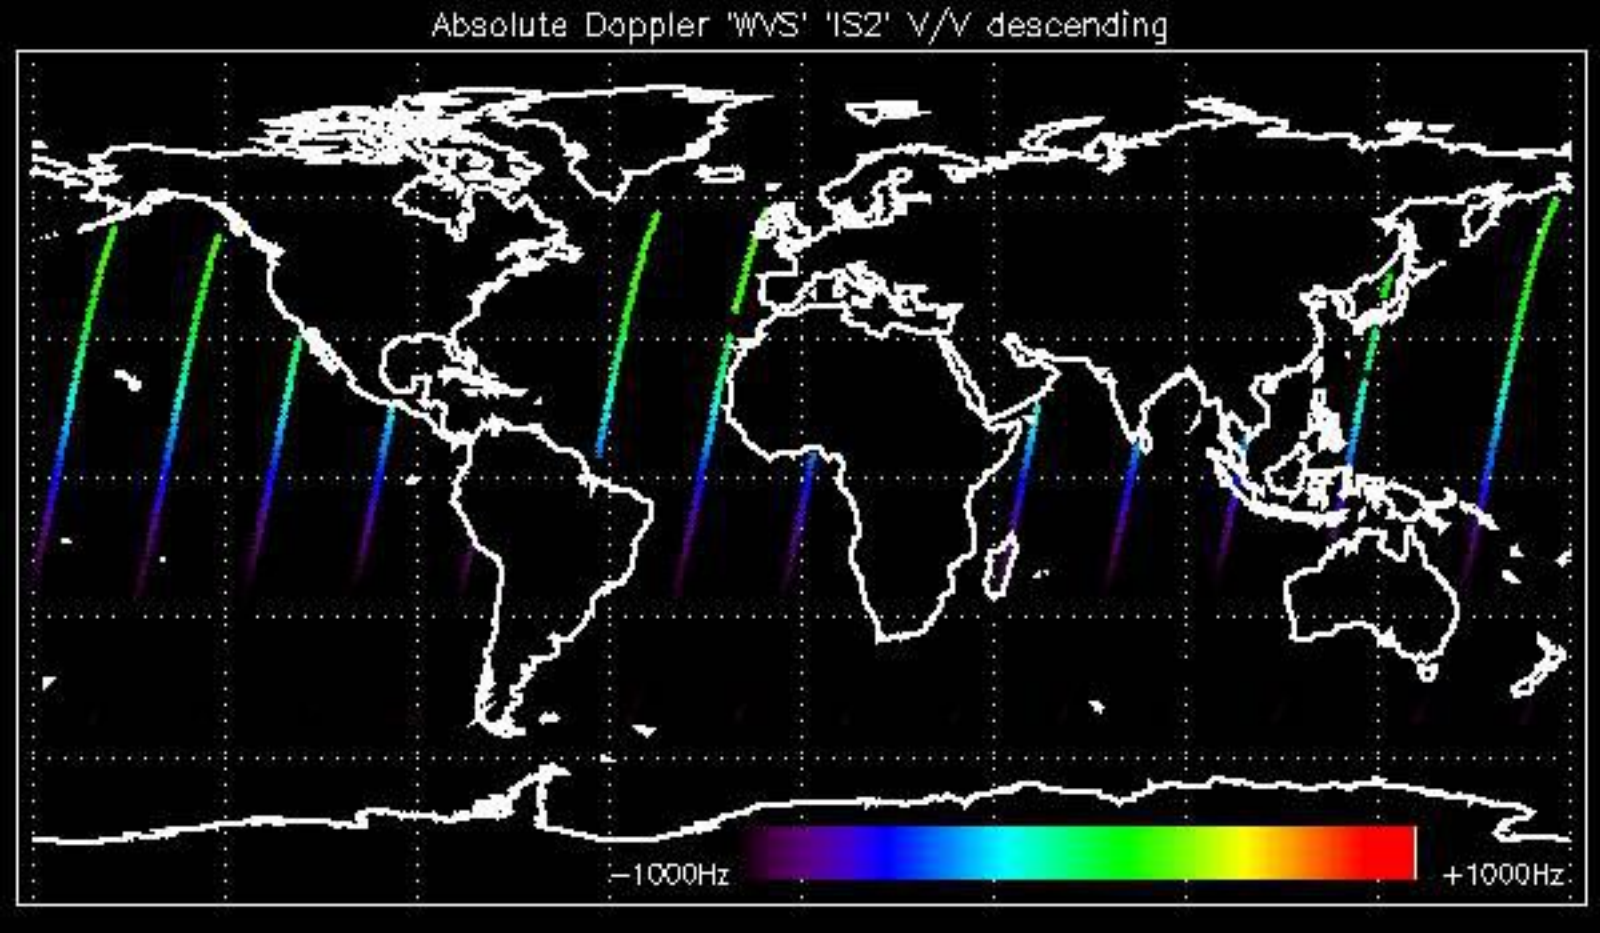 Absolute Doppler 'WVS' 'IS2' V/V descending
-1000Hz
+1000Hz